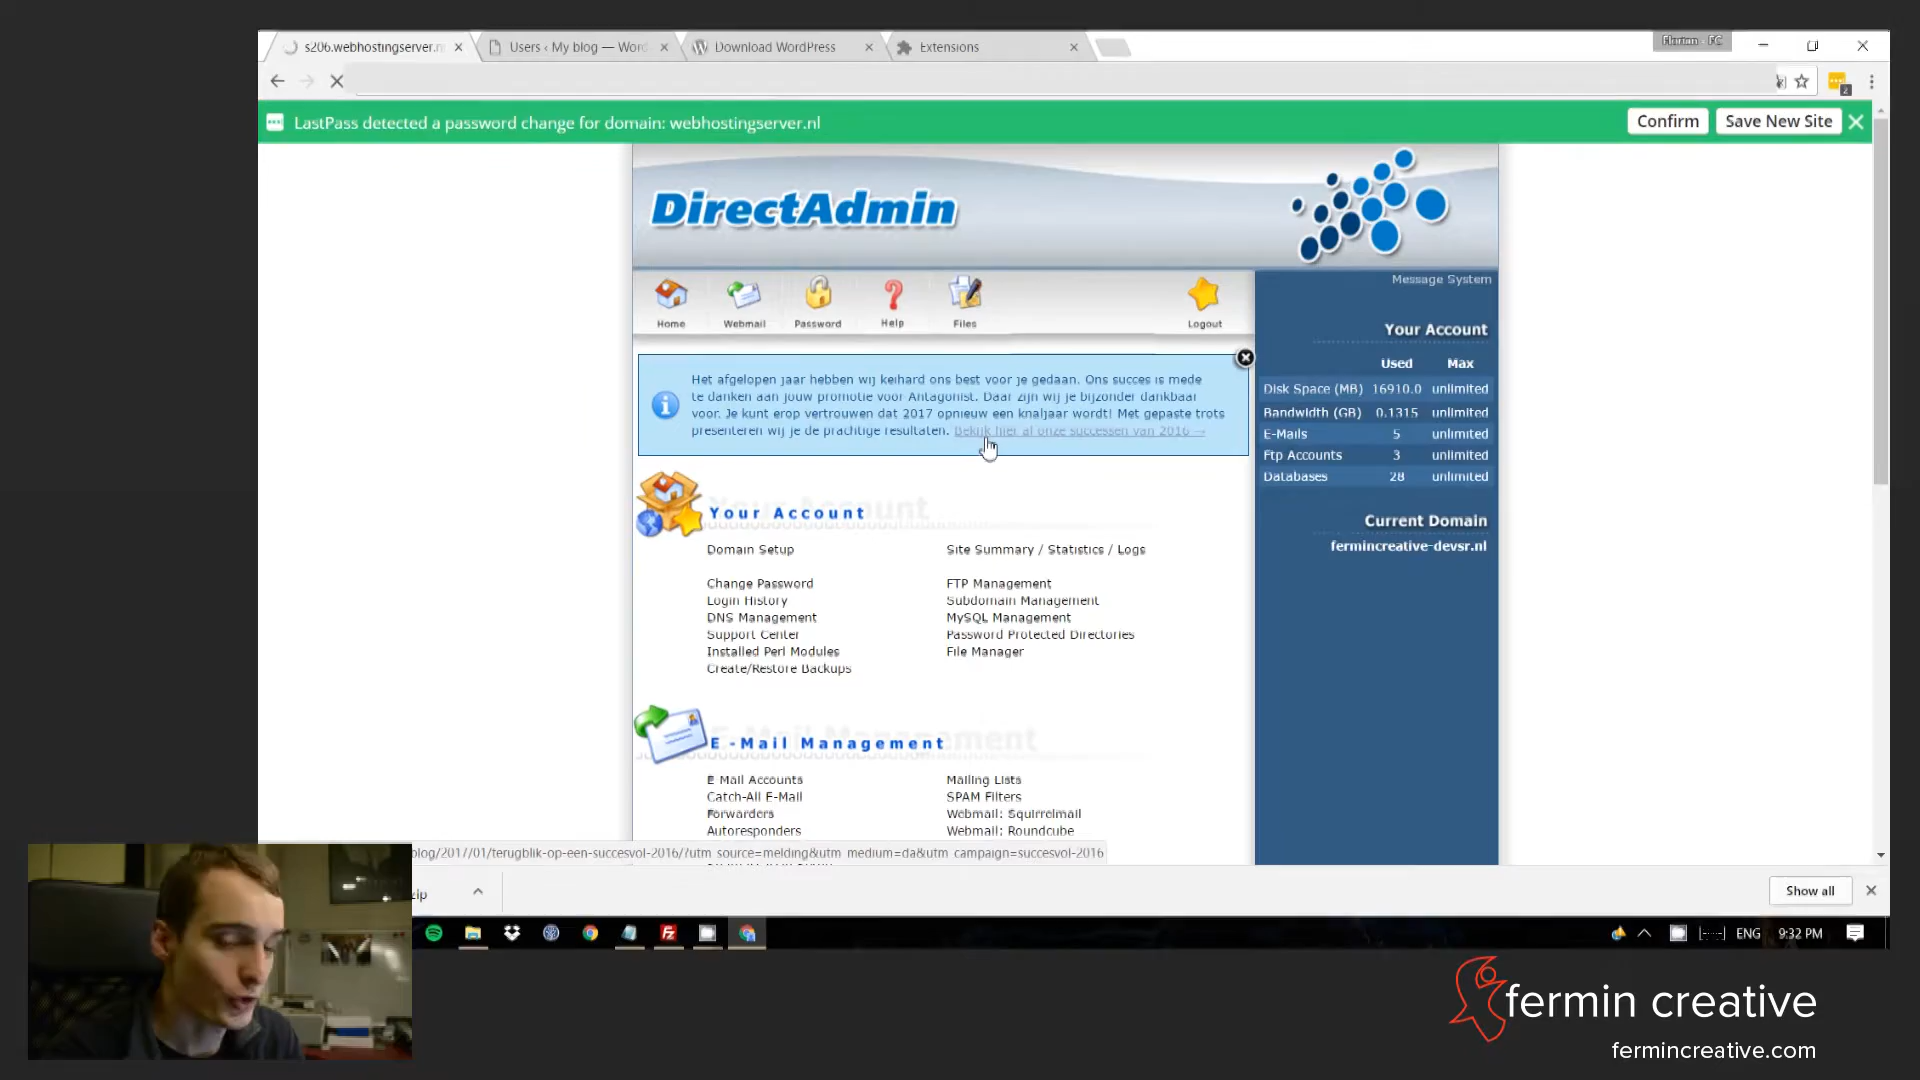 s206.webhostingserver.n
Users ‹ My blog — Word
Download WordPress
Extensions
LastPass detected a password change for domain: webhostingserver.nl
Confirm
Save New Site
DirectAdmin
Home
Webmail
Password
Help
Files
Logout
Message System
Your Account
Used
Max
Disk Space (MB) 16910.0 unlimited
Bandwidth (GB) 0.1315 unlimited
E-Mails 5 unlimited
Ftp Accounts 3 unlimited
Databases 28 unlimited
Current Domain
fermincreative-devsr.nl
Het afgelopen jaar hebben wij keihard ons best voor je gedaan. Ons succes is mede
te danken aan jouw promotie voor Antagonist. Daar zijn wij je bijzonder dankbaar
voor. Je kunt erop vertrouwen dat 2017 opnieuw een knaljaar wordt! Met gepaste trots
presenteren wij je de prachtige resultaten. Bekijk hier al onze successen van 2016 →
Your Account
Domain Setup
Site Summary / Statistics / Logs
Change Password
FTP Management
Login History
Subdomain Management
DNS Management
MySQL Management
Support Center
Password Protected Directories
Installed Perl Modules
File Manager
Create/Restore Backups
E-Mail Management
E Mail Accounts
Mailing Lists
Catch-All E-Mail
SPAM Filters
Forwarders
Webmail: Squirrelmail
Autoresponders
Webmail: Roundcube
blog/2017/01/terugblik-op-een-succesvol-2016/?utm_source=melding&utm_medium=da&utm_campaign=succesvol-2016
zip
Show all
ENG
9:32 PM
fermin creative
fermincreative.com